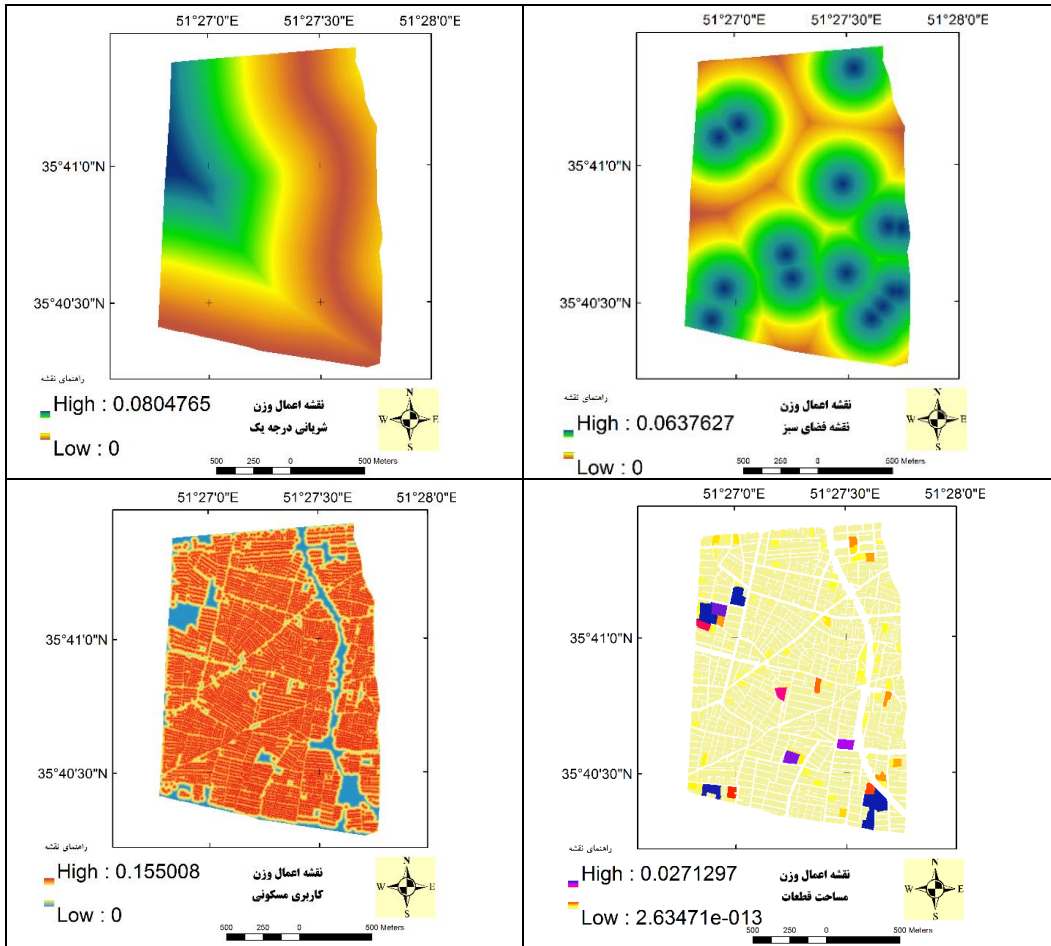 51°27'0"E 51°27'30"E 51°28'0"E
35°41'0"N
35°40'30"N
راهنمای نقشه
High : 0.0804765
Low : 0
نقشه اعمال وزن
شریانی درجه یک
N
W E
S
500 250 0 500 Meters
51°27'0"E 51°27'30"E 51°28'0"E
35°41'0"N
35°40'30"N
راهنمای نقشه
High : 0.0637627
Low : 0
نقشه اعمال وزن
نقشه فضای سبز
N
W E
S
500 250 0 500 Meters
51°27'0"E 51°27'30"E 51°28'0"E
35°41'0"N
35°40'30"N
راهنمای نقشه
High : 0.155008
Low : 0
نقشه اعمال وزن
کاربری مسکونی
N
W E
S
500 250 0 500 Meters
51°27'0"E 51°27'30"E 51°28'0"E
35°41'0"N
35°40'30"N
راهنمای نقشه
High : 0.0271297
Low : 2.63471e-013
نقشه اعمال وزن
مساحت قطعات
N
W E
S
500 250 0 500 Meters